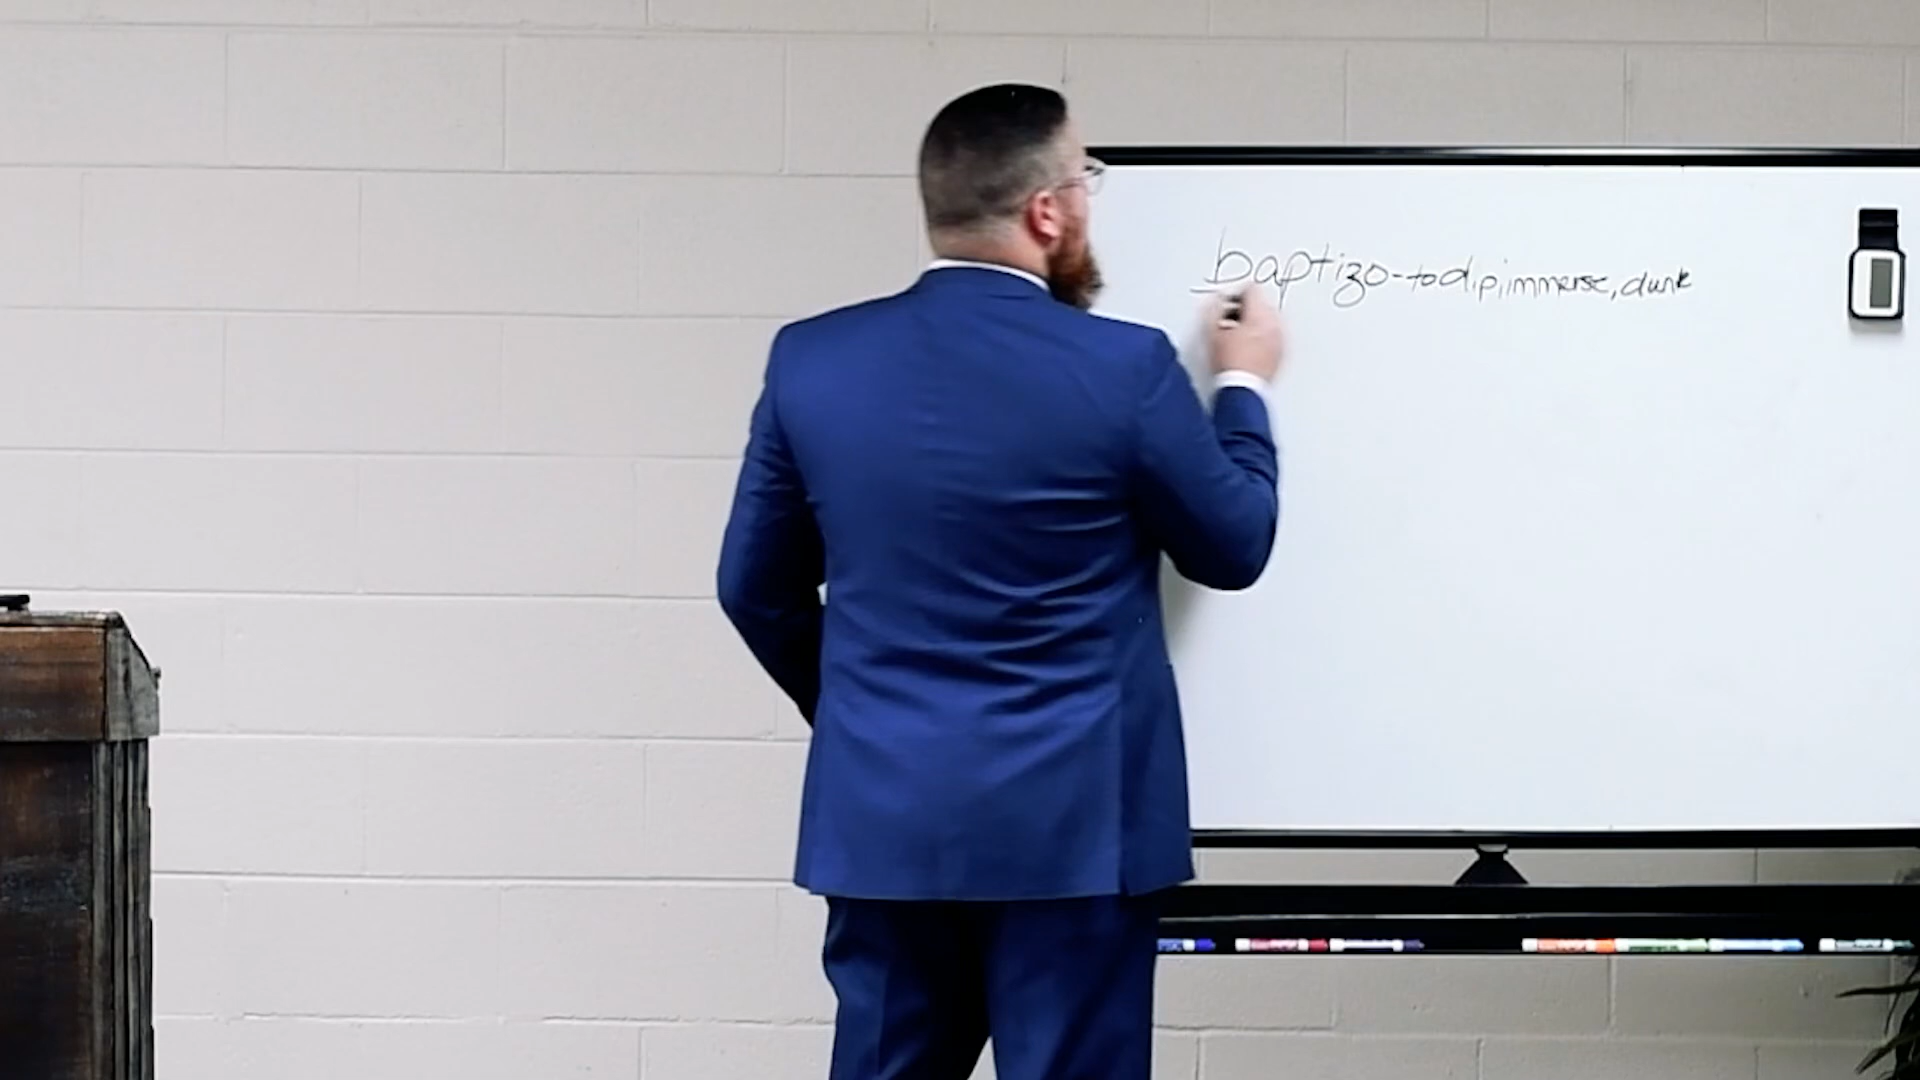 baptizo - to dip, immerse, dunk